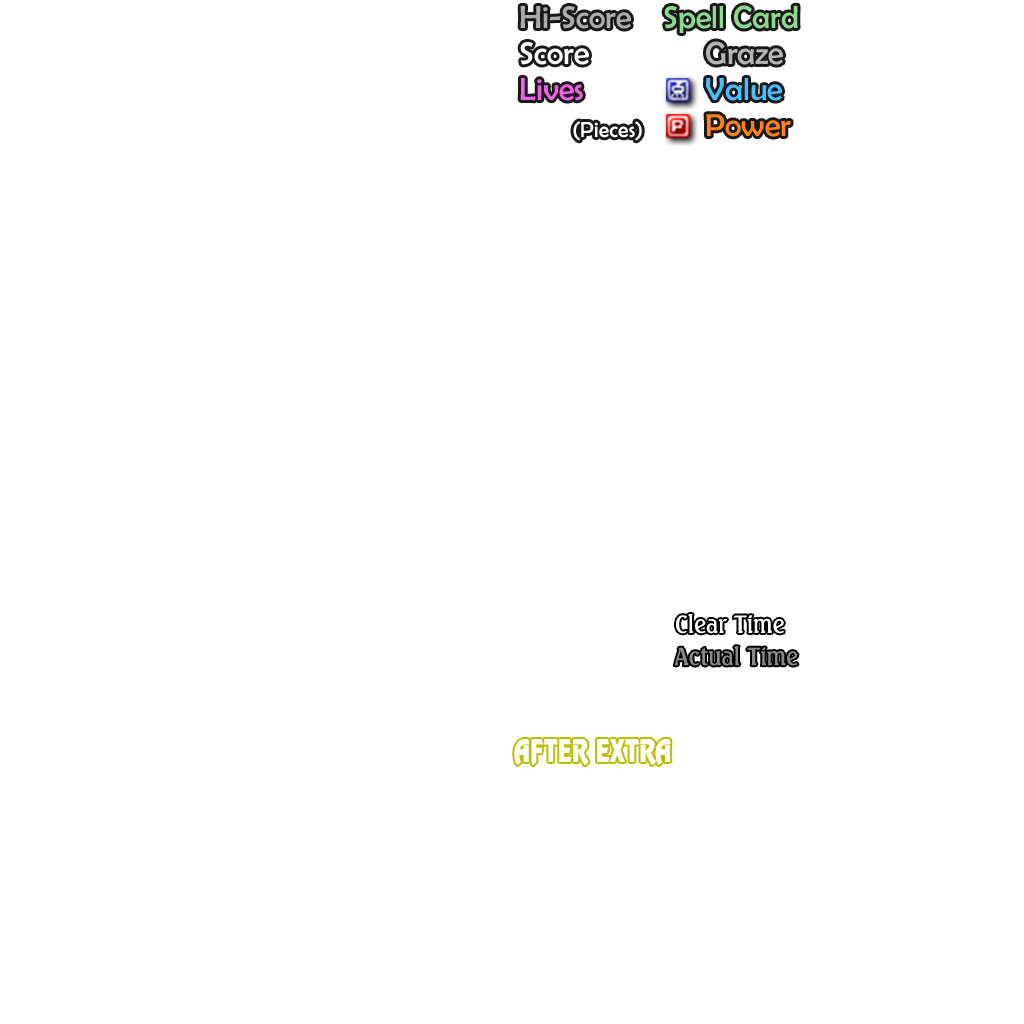 Hi-Score Spell Card
Score Graze
Lives Value
(Pieces) P Power
Clear Time
Actual Time
AFTER EXTRA